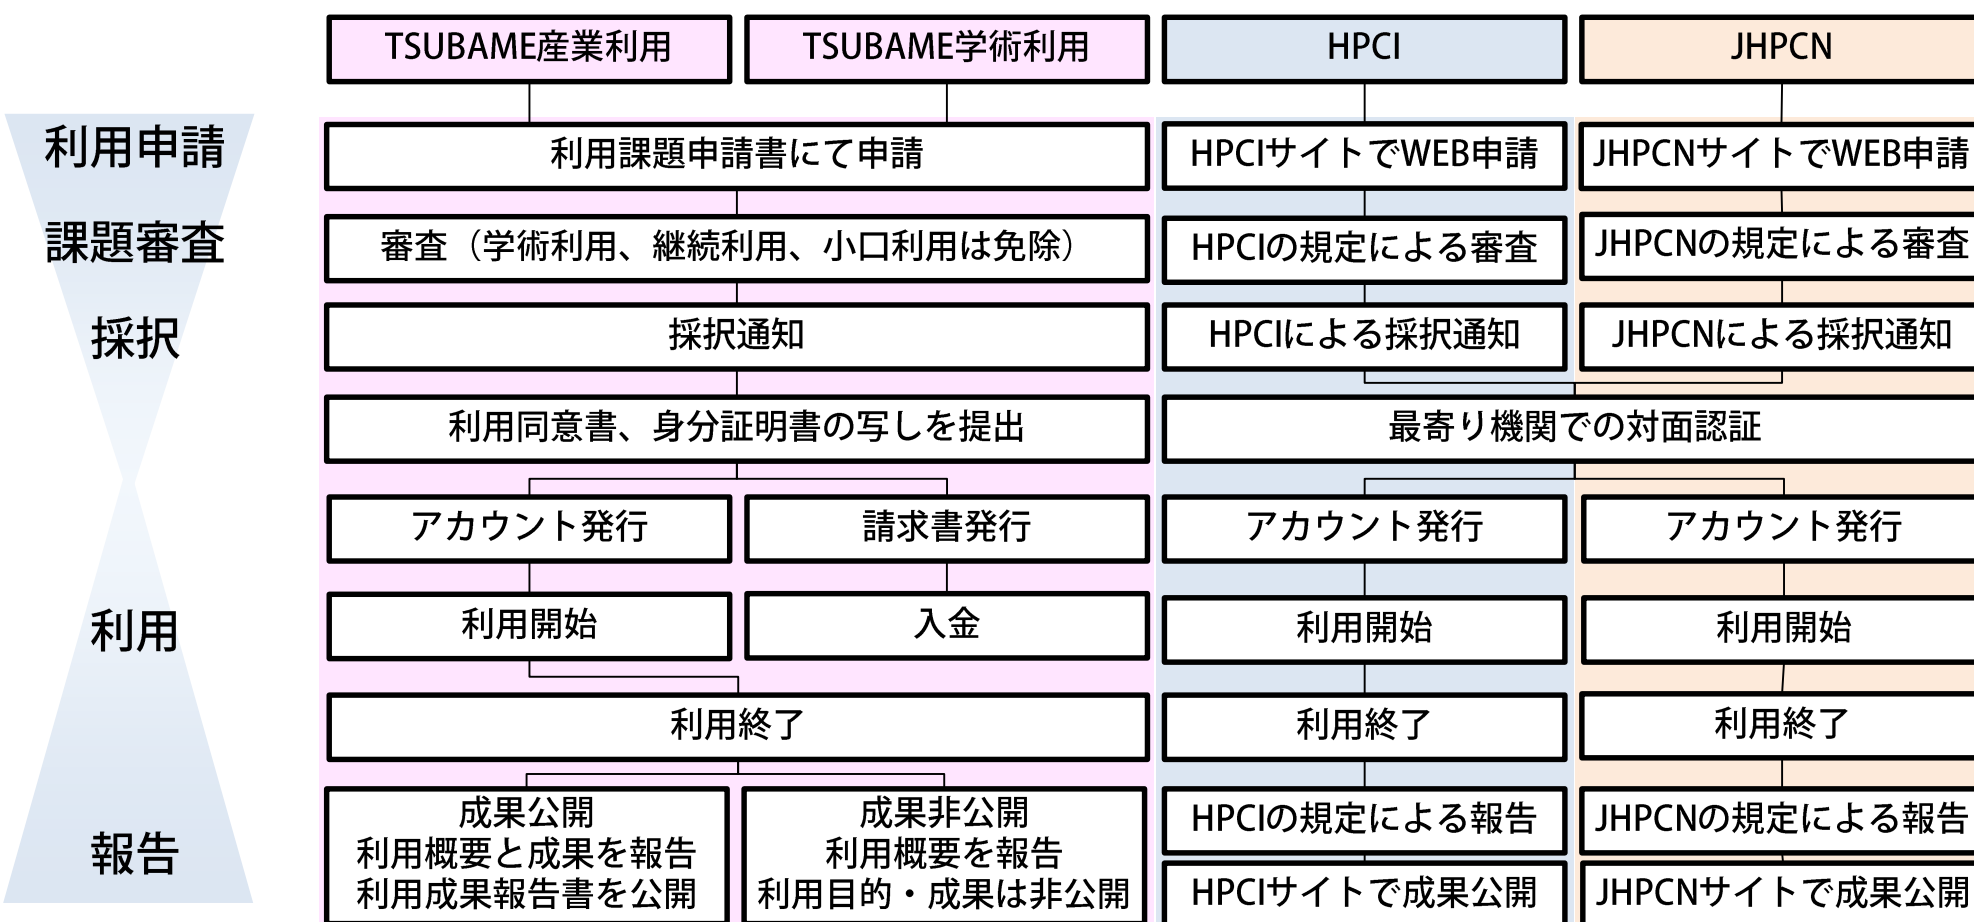 TSUBAME産業利用
TSUBAME学術利用
HPCI
JHPCN
利用申請
利用課題申請書にて申請
HPCIサイトでWEB申請
JHPCNサイトでWEB申請
課題審査
審査（学術利用、継続利用、小口利用は免除）
HPCIの規定による審査
JHPCNの規定による審査
採択
採択通知
HPCIによる採択通知
JHPCNによる採択通知
利用同意書、身分証明書の写しを提出
最寄り機関での対面認証
アカウント発行
請求書発行
アカウント発行
アカウント発行
利用
利用開始
入金
利用開始
利用開始
利用終了
利用終了
利用終了
報告
成果公開
利用概要と成果を報告
利用成果報告書を公開
成果非公開
利用概要を報告
利用目的・成果は非公開
HPCIの規定による報告
JHPCNの規定による報告
HPCIサイトで成果公開
JHPCNサイトで成果公開